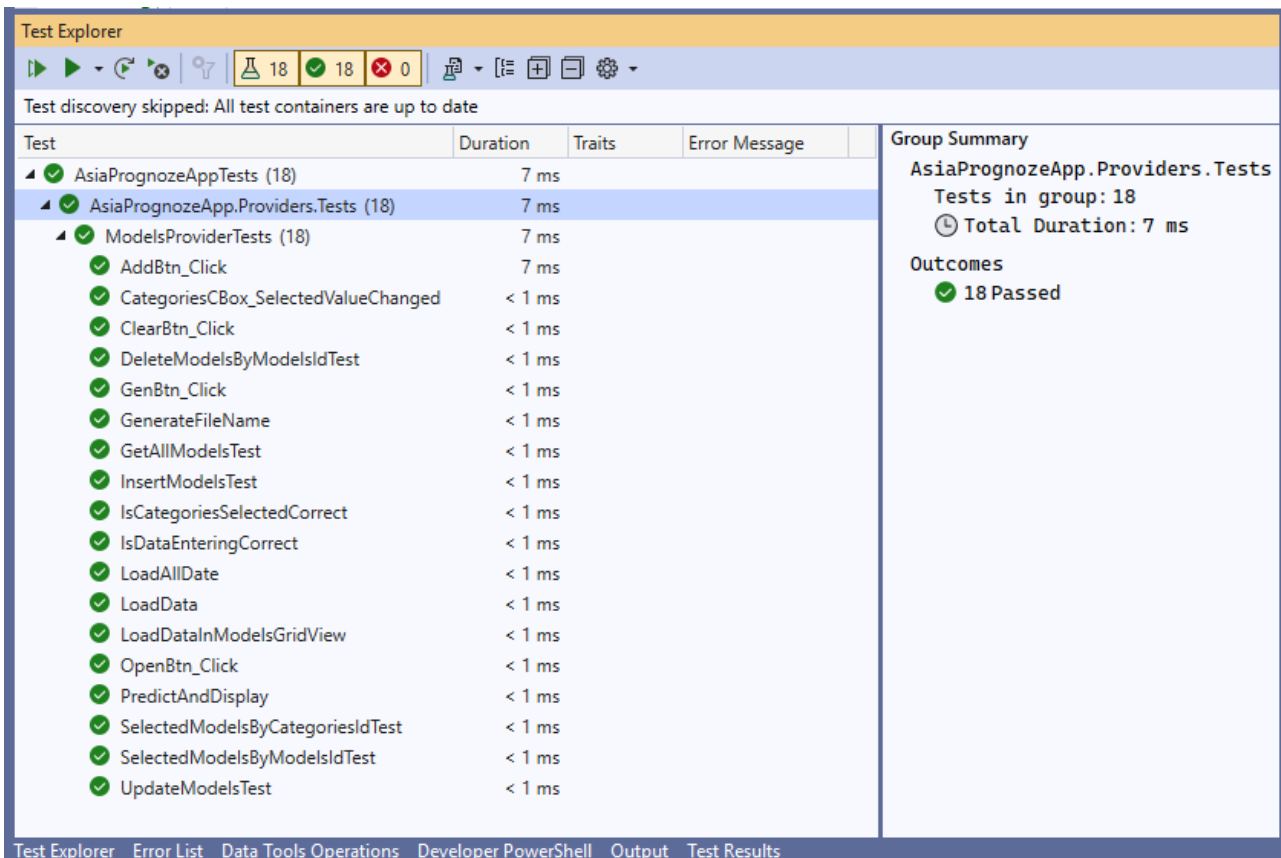 Test Explorer
18 18 0
Test discovery skipped: All test containers are up to date
Test Duration Traits Error Message
AsiaPrognozeAppTests (18) 7 ms
AsiaPrognozeApp.Providers.Tests (18) 7 ms
ModelsProviderTests (18) 7 ms
AddBtn_Click 7 ms
CategoriesCBox_SelectedValueChanged < 1 ms
ClearBtn_Click < 1 ms
DeleteModelsByModelsIdTest < 1 ms
GenBtn_Click < 1 ms
GenerateFileName < 1 ms
GetAllModelsTest < 1 ms
InsertModelsTest < 1 ms
IsCategoriesSelectedCorrect < 1 ms
IsDataEnteringCorrect < 1 ms
LoadAllDate < 1 ms
LoadData < 1 ms
LoadDataInModelsGridView < 1 ms
OpenBtn_Click < 1 ms
PredictAndDisplay < 1 ms
SelectedModelsByCategoriesIdTest < 1 ms
SelectedModelsByModelsIdTest < 1 ms
UpdateModelsTest < 1 ms
Group Summary
AsiaPrognozeApp.Providers.Tests
Tests in group: 18
Total Duration: 7 ms
Outcomes
18 Passed
Test Explorer Error List Data Tools Operations Developer PowerShell Output Test Results